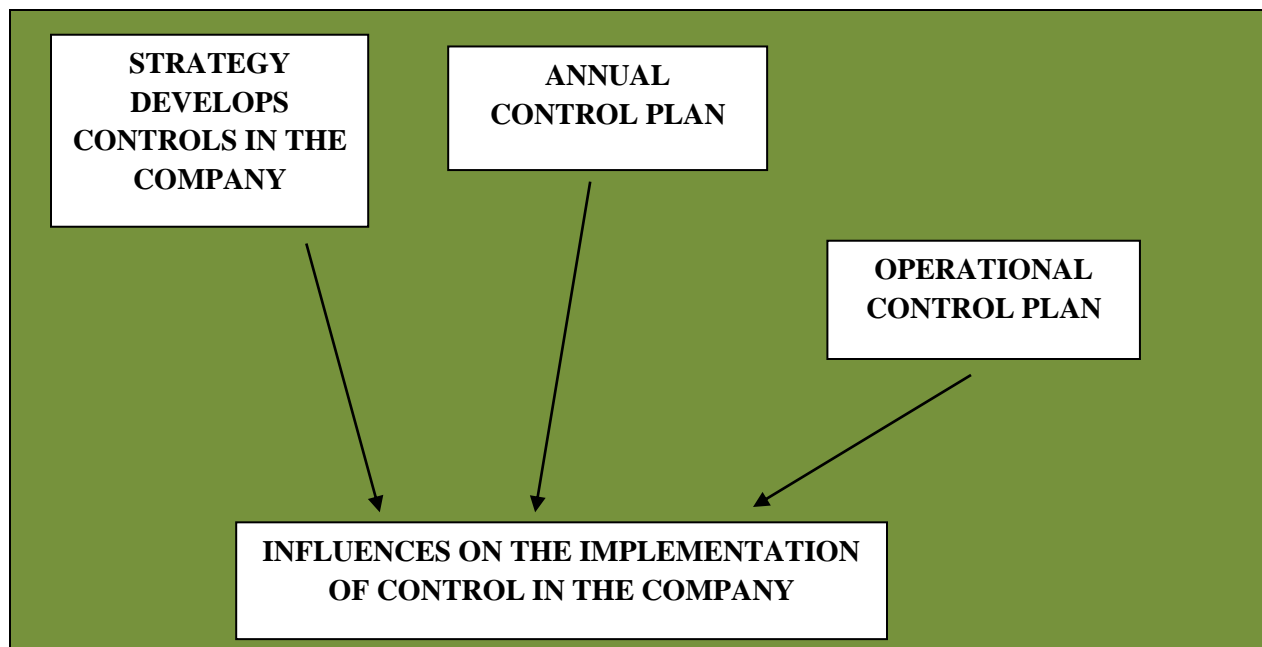 STRATEGY
DEVELOPS
CONTROLS IN THE
COMPANY
ANNUAL
CONTROL PLAN
OPERATIONAL
CONTROL PLAN
INFLUENCES ON THE IMPLEMENTATION
OF CONTROL IN THE COMPANY